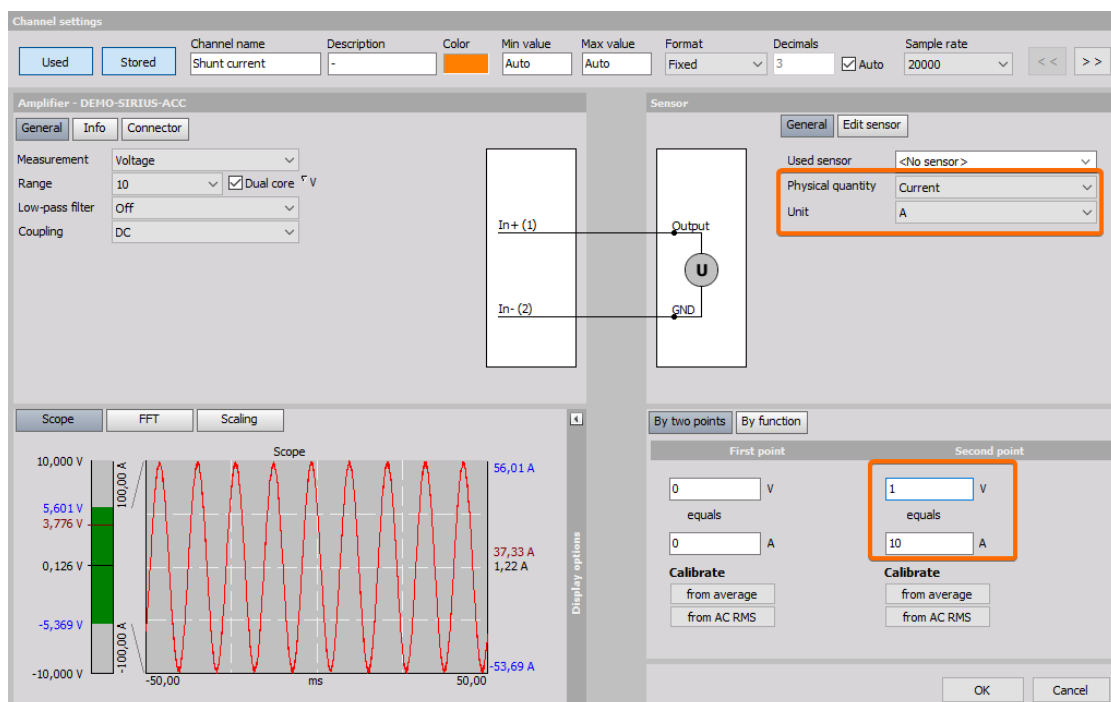 Channel settings
Used
Stored
Channel name
Shunt current
Description
-
Color
Min value
Auto
Max value
Auto
Format
Fixed
Decimals
3
Auto
Sample rate
20000
< <
> >
Amplifier - DEMO-SIRIUS-ACC
General
Info
Connector
Measurement
Voltage
Range
10
Dual core
V
Low-pass filter
Off
Coupling
DC
In+ (1)
In- (2)
Sensor
General
Edit sensor
Used sensor
<No sensor>
Physical quantity
Current
Unit
A
Output
U
GND
Scope
FFT
Scaling
Scope
10,000 V
5,601 V
3,776 V
0,126 V
-5,369 V
-10,000 V
100,00 A
-100,00 A
56,01 A
37,33 A
1,22 A
-53,69 A
-50,00
ms
50,00
Display options
By two points
By function
First point
Second point
0 V
equals
0 A
1 V
equals
10 A
Calibrate
from average
from AC RMS
Calibrate
from average
from AC RMS
OK
Cancel